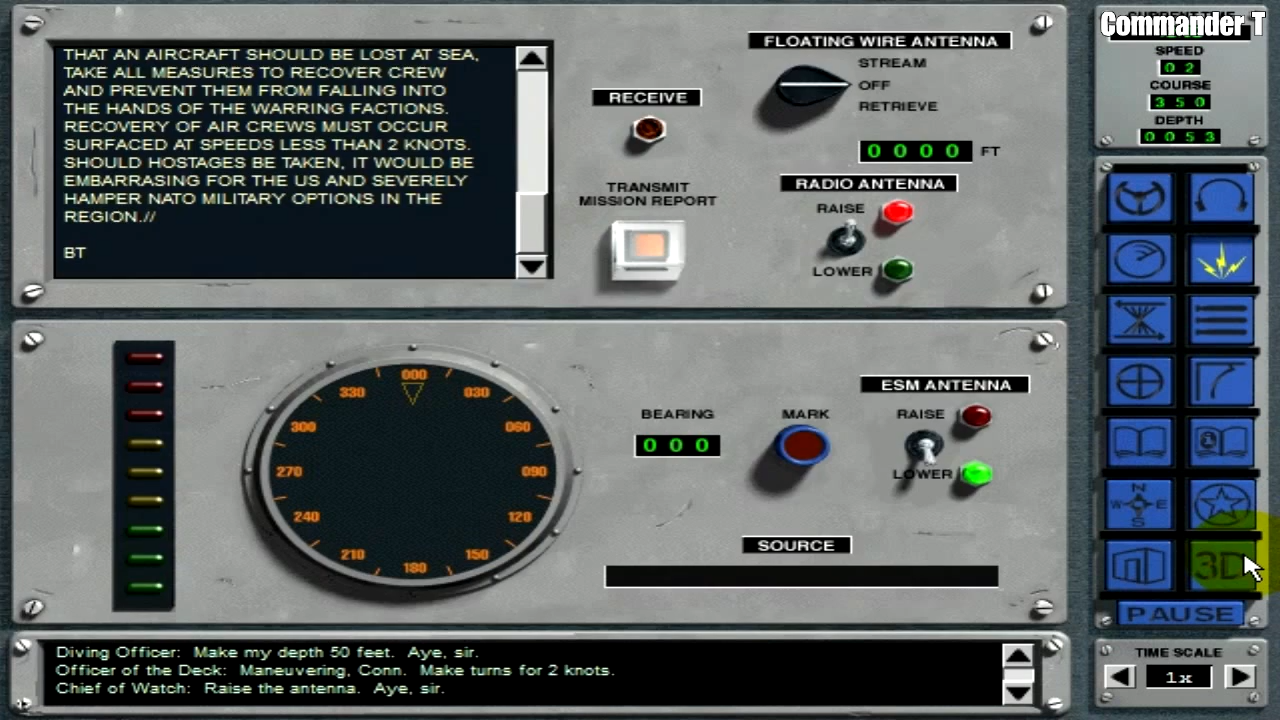 THAT AN AIRCRAFT SHOULD BE LOST AT SEA,
TAKE ALL MEASURES TO RECOVER CREW
AND PREVENT THEM FROM FALLING INTO
THE HANDS OF THE WARRING FACTIONS.
RECOVERY OF AIR CREWS MUST OCCUR
SURFACED AT SPEEDS LESS THAN 2 KNOTS.
SHOULD HOSTAGES BE TAKEN, IT WOULD BE
EMBARRASING FOR THE US AND SEVERELY
HAMPER NATO MILITARY OPTIONS IN THE
REGION.//
BT
RECEIVE
TRANSMIT
MISSION REPORT
FLOATING WIRE ANTENNA
STREAM
OFF
RETRIEVE
0000 FT
RADIO ANTENNA
RAISE
LOWER
Commander T
SPEED
02
COURSE
350
DEPTH
0053
000
030
060
090
120
150
180
210
240
270
300
330
BEARING
000
MARK
ESM ANTENNA
RAISE
LOWER
SOURCE
N
W E
S
3D
PAUSE
TIME SCALE
1x
Diving Officer: Make my depth 50 feet. Aye, sir.
Officer of the Deck: Maneuvering, Conn. Make turns for 2 knots.
Chief of Watch: Raise the antenna. Aye, sir.